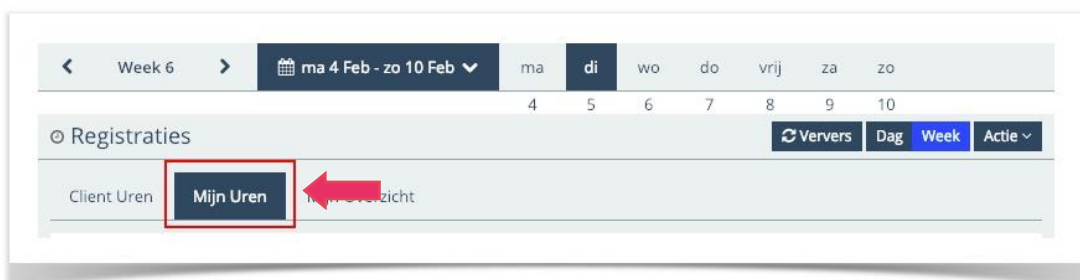 Week 6 ma 4 Feb - zo 10 Feb ma di wo do vrij za zo
4 5 6 7 8 9 10
Registraties Ververs Dag Week Actie
Client Uren Mijn Uren